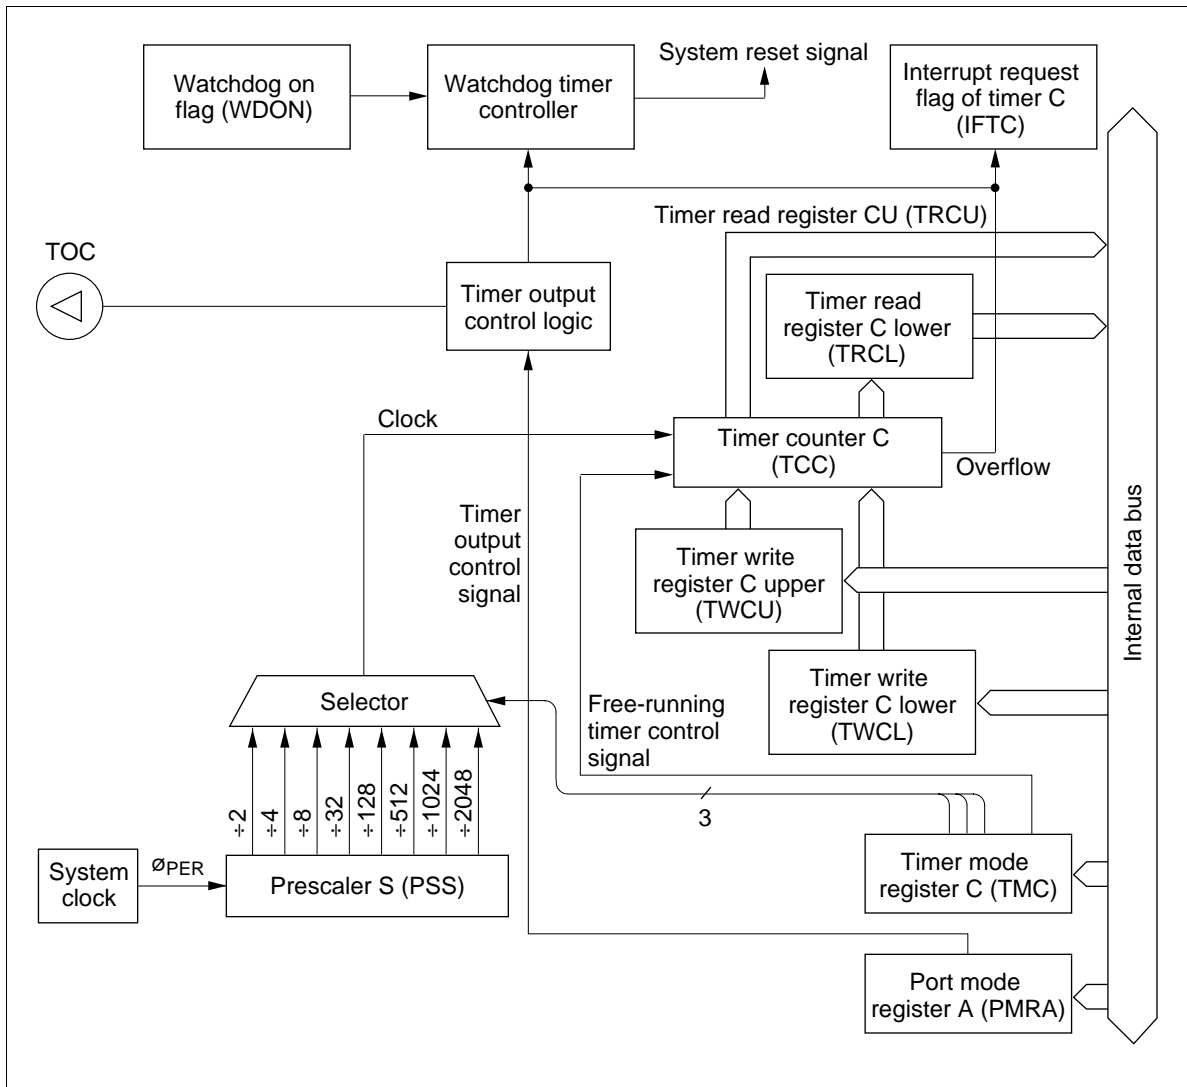 Watchdog on
flag (WDON)
Watchdog timer
controller
System reset signal
Interrupt request
flag of timer C
(IFTC)
Timer read register CU (TRCU)
TOC
Timer output
control logic
Timer read
register C lower
(TRCL)
Clock
Timer counter C
(TCC)
Overflow
Timer
output
control
signal
Timer write
register C upper
(TWCU)
Internal data bus
Timer write
register C lower
(TWCL)
Selector
Free-running
timer control
signal
÷2
÷4
÷8
÷32
÷128
÷512
÷1024
÷2048
3
System
clock
øPER
Prescaler S (PSS)
Timer mode
register C (TMC)
Port mode
register A (PMRA)